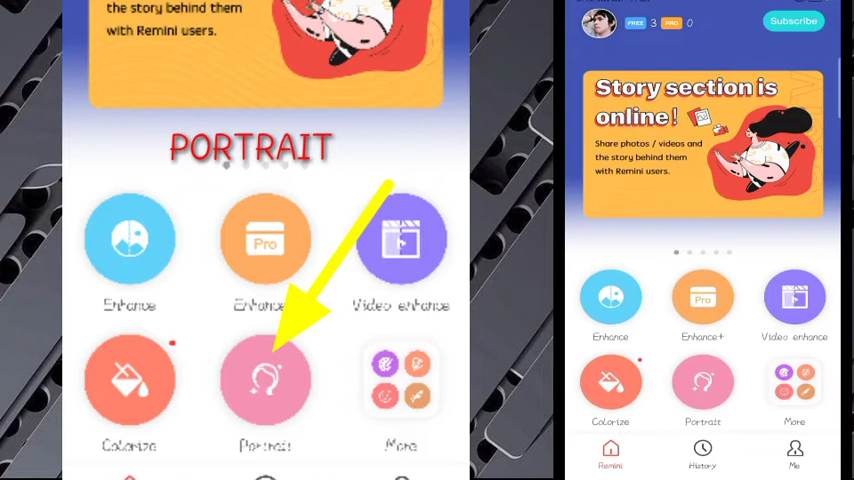 the story behind them
with Remini users.
PORTRAIT
Pro
Enhance
Enhance
Video enhance
Colorize
Portrait
More
FREE 3 PRO 0
Subscribe
Story section is
online!
Share photos / videos and
the story behind them
with Remini users.
Pro
Enhance
Enhance+
Video enhance
Colorize
Portrait
More
Remini
History
Me